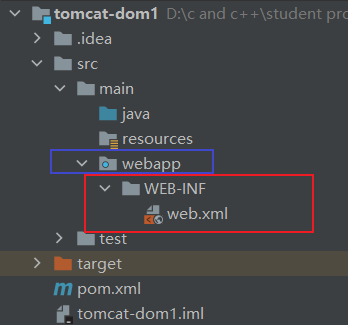 tomcat-dom1 D:\c and c++\student pro
.idea
src
main
java
resources
webapp
WEB-INF
web.xml
test
target
pom.xml
tomcat-dom1.iml